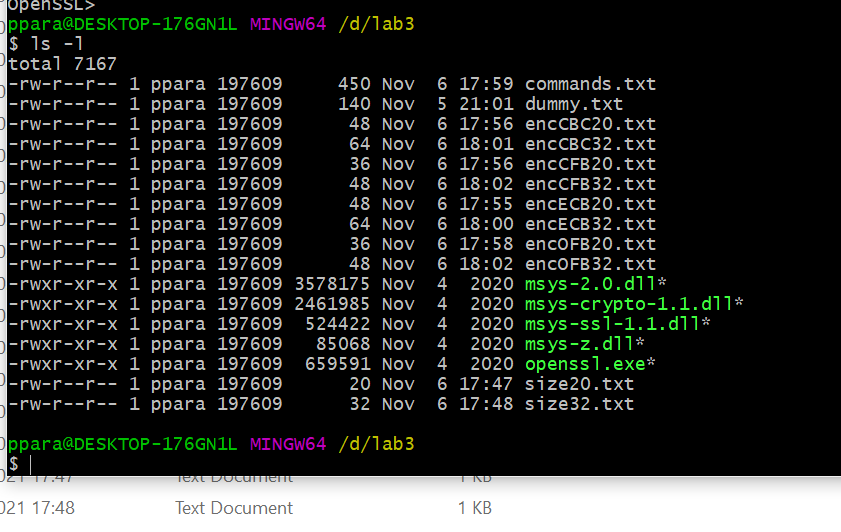 OpenSSL>
ppara@DESKTOP-176GN1L MINGW64 /d/lab3
$ ls -l
total 7167
-rw-r--r-- 1 ppara 197609     450 Nov  6 17:59 commands.txt
-rw-r--r-- 1 ppara 197609     140 Nov  5 21:01 dummy.txt
-rw-r--r-- 1 ppara 197609      48 Nov  6 17:56 encCBC20.txt
-rw-r--r-- 1 ppara 197609      64 Nov  6 18:01 encCBC32.txt
-rw-r--r-- 1 ppara 197609      36 Nov  6 17:56 encCFB20.txt
-rw-r--r-- 1 ppara 197609      48 Nov  6 18:02 encCFB32.txt
-rw-r--r-- 1 ppara 197609      48 Nov  6 17:55 encECB20.txt
-rw-r--r-- 1 ppara 197609      64 Nov  6 18:00 encECB32.txt
-rw-r--r-- 1 ppara 197609      36 Nov  6 17:58 encOFB20.txt
-rw-r--r-- 1 ppara 197609      48 Nov  6 18:02 encOFB32.txt
-rwxr-xr-x 1 ppara 197609 3578175 Nov  4  2020 msys-2.0.dll*
-rwxr-xr-x 1 ppara 197609 2461985 Nov  4  2020 msys-crypto-1.1.dll*
-rwxr-xr-x 1 ppara 197609  524422 Nov  4  2020 msys-ssl-1.1.dll*
-rwxr-xr-x 1 ppara 197609   85068 Nov  4  2020 msys-z.dll*
-rwxr-xr-x 1 ppara 197609  659591 Nov  4  2020 openssl.exe*
-rw-r--r-- 1 ppara 197609      20 Nov  6 17:47 size20.txt
-rw-r--r-- 1 ppara 197609      32 Nov  6 17:48 size32.txt
ppara@DESKTOP-176GN1L MINGW64 /d/lab3
$
021 17:47 Text Document 1 KB
021 17:48 Text Document 1 KB